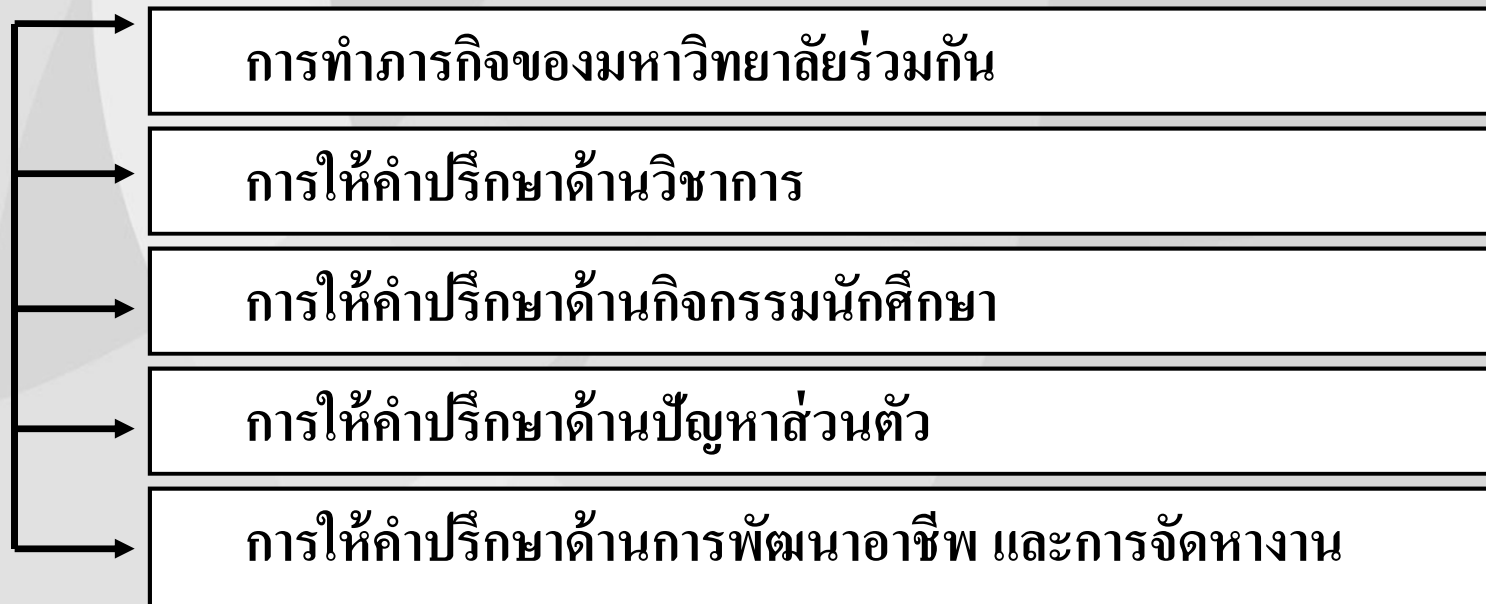 การทำภารกิจของมหาวิทยาลัยร่วมกัน
การให้คำปรึกษาด้านวิชาการ
การให้คำปรึกษาด้านกิจกรรมนักศึกษา
การให้คำปรึกษาด้านปัญหาส่วนตัว
การให้คำปรึกษาด้านการพัฒนาอาชีพ และการจัดหางาน